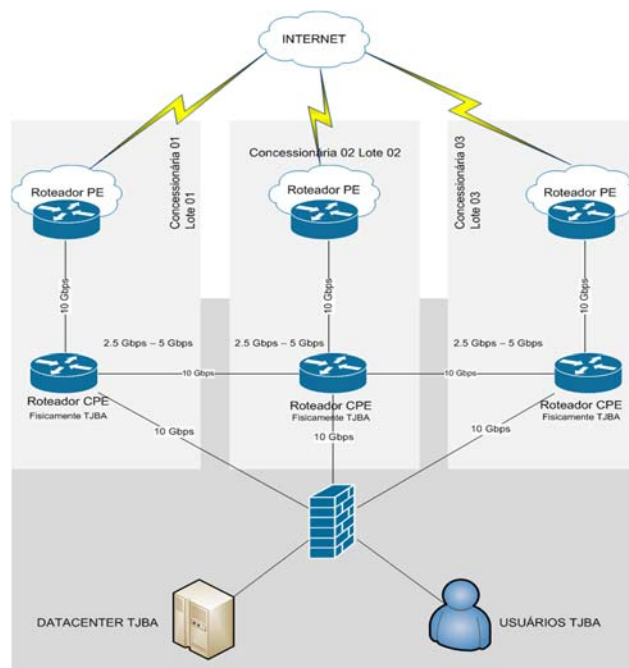 INTERNET
Concessionária 01
Lote 01
Concessionária 02 Lote 02
Concessionária 03
Lote 03
Roteador PE
Roteador PE
Roteador PE
10 Gbps
10 Gbps
10 Gbps
2.5 Gbps – 5 Gbps
2.5 Gbps – 5 Gbps
2.5 Gbps – 5 Gbps
10 Gbps
10 Gbps
Roteador CPE
Fisicamente TJBA
Roteador CPE
Fisicamente TJBA
Roteador CPE
Fisicamente TJBA
10 Gbps
10 Gbps
10 Gbps
DATACENTER TJBA
USUÁRIOS TJBA